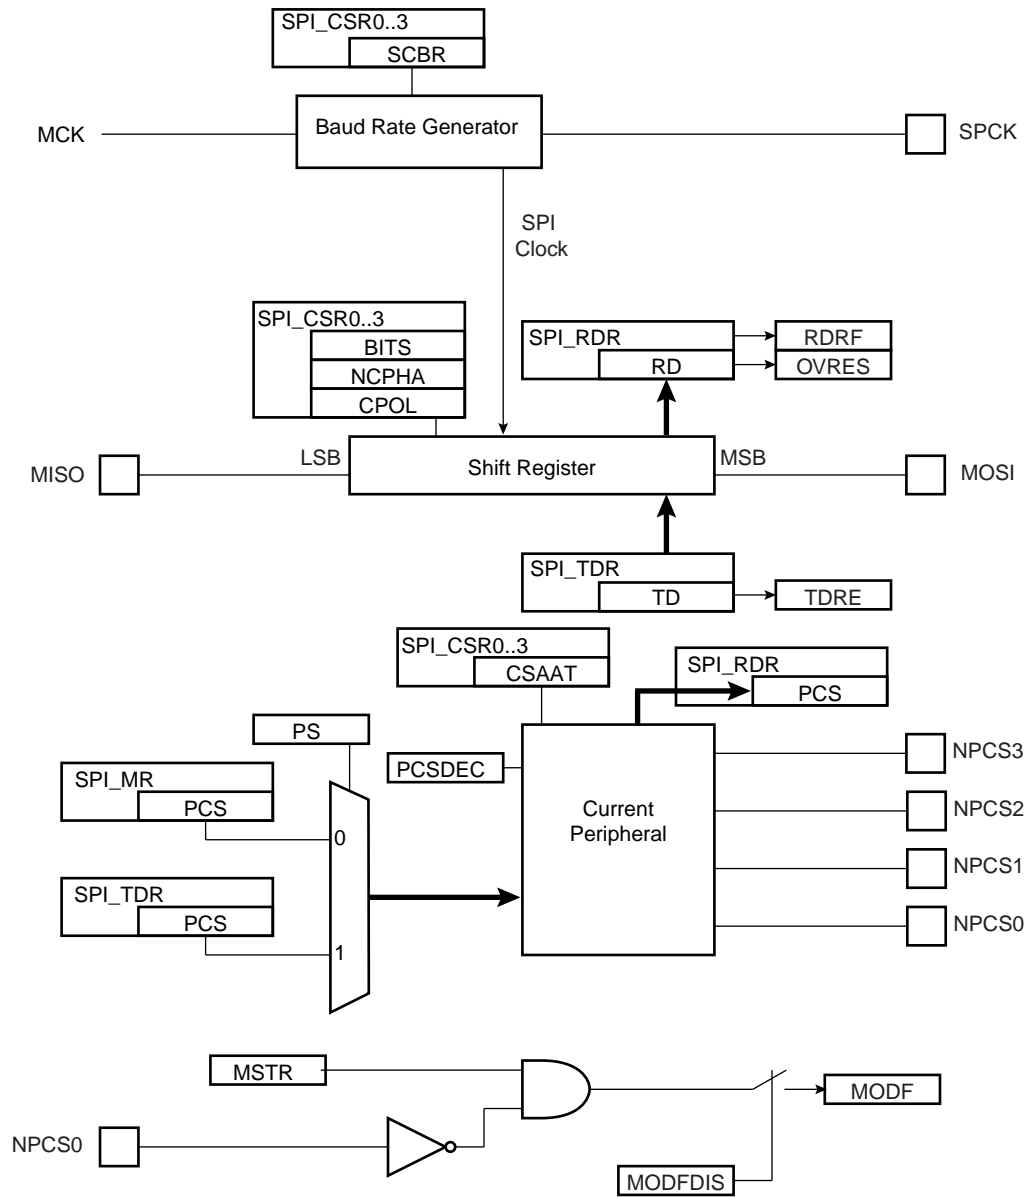 SPI_CSR0..3
SCBR
MCK
Baud Rate Generator
SPCK
SPI
Clock
SPI_CSR0..3
BITS
NCPHA
CPOL
SPI_RDR
RD
RDRF
OVRES
MISO
LSB
Shift Register
MSB
MOSI
SPI_TDR
TD
TDRE
SPI_CSR0..3
CSAAT
SPI_RDR
PCS
PS
PCSDEC
SPI_MR
PCS
0
Current
Peripheral
NPCS3
NPCS2
NPCS1
NPCS0
SPI_TDR
PCS
1
MSTR
MODF
NPCS0
MODFDIS